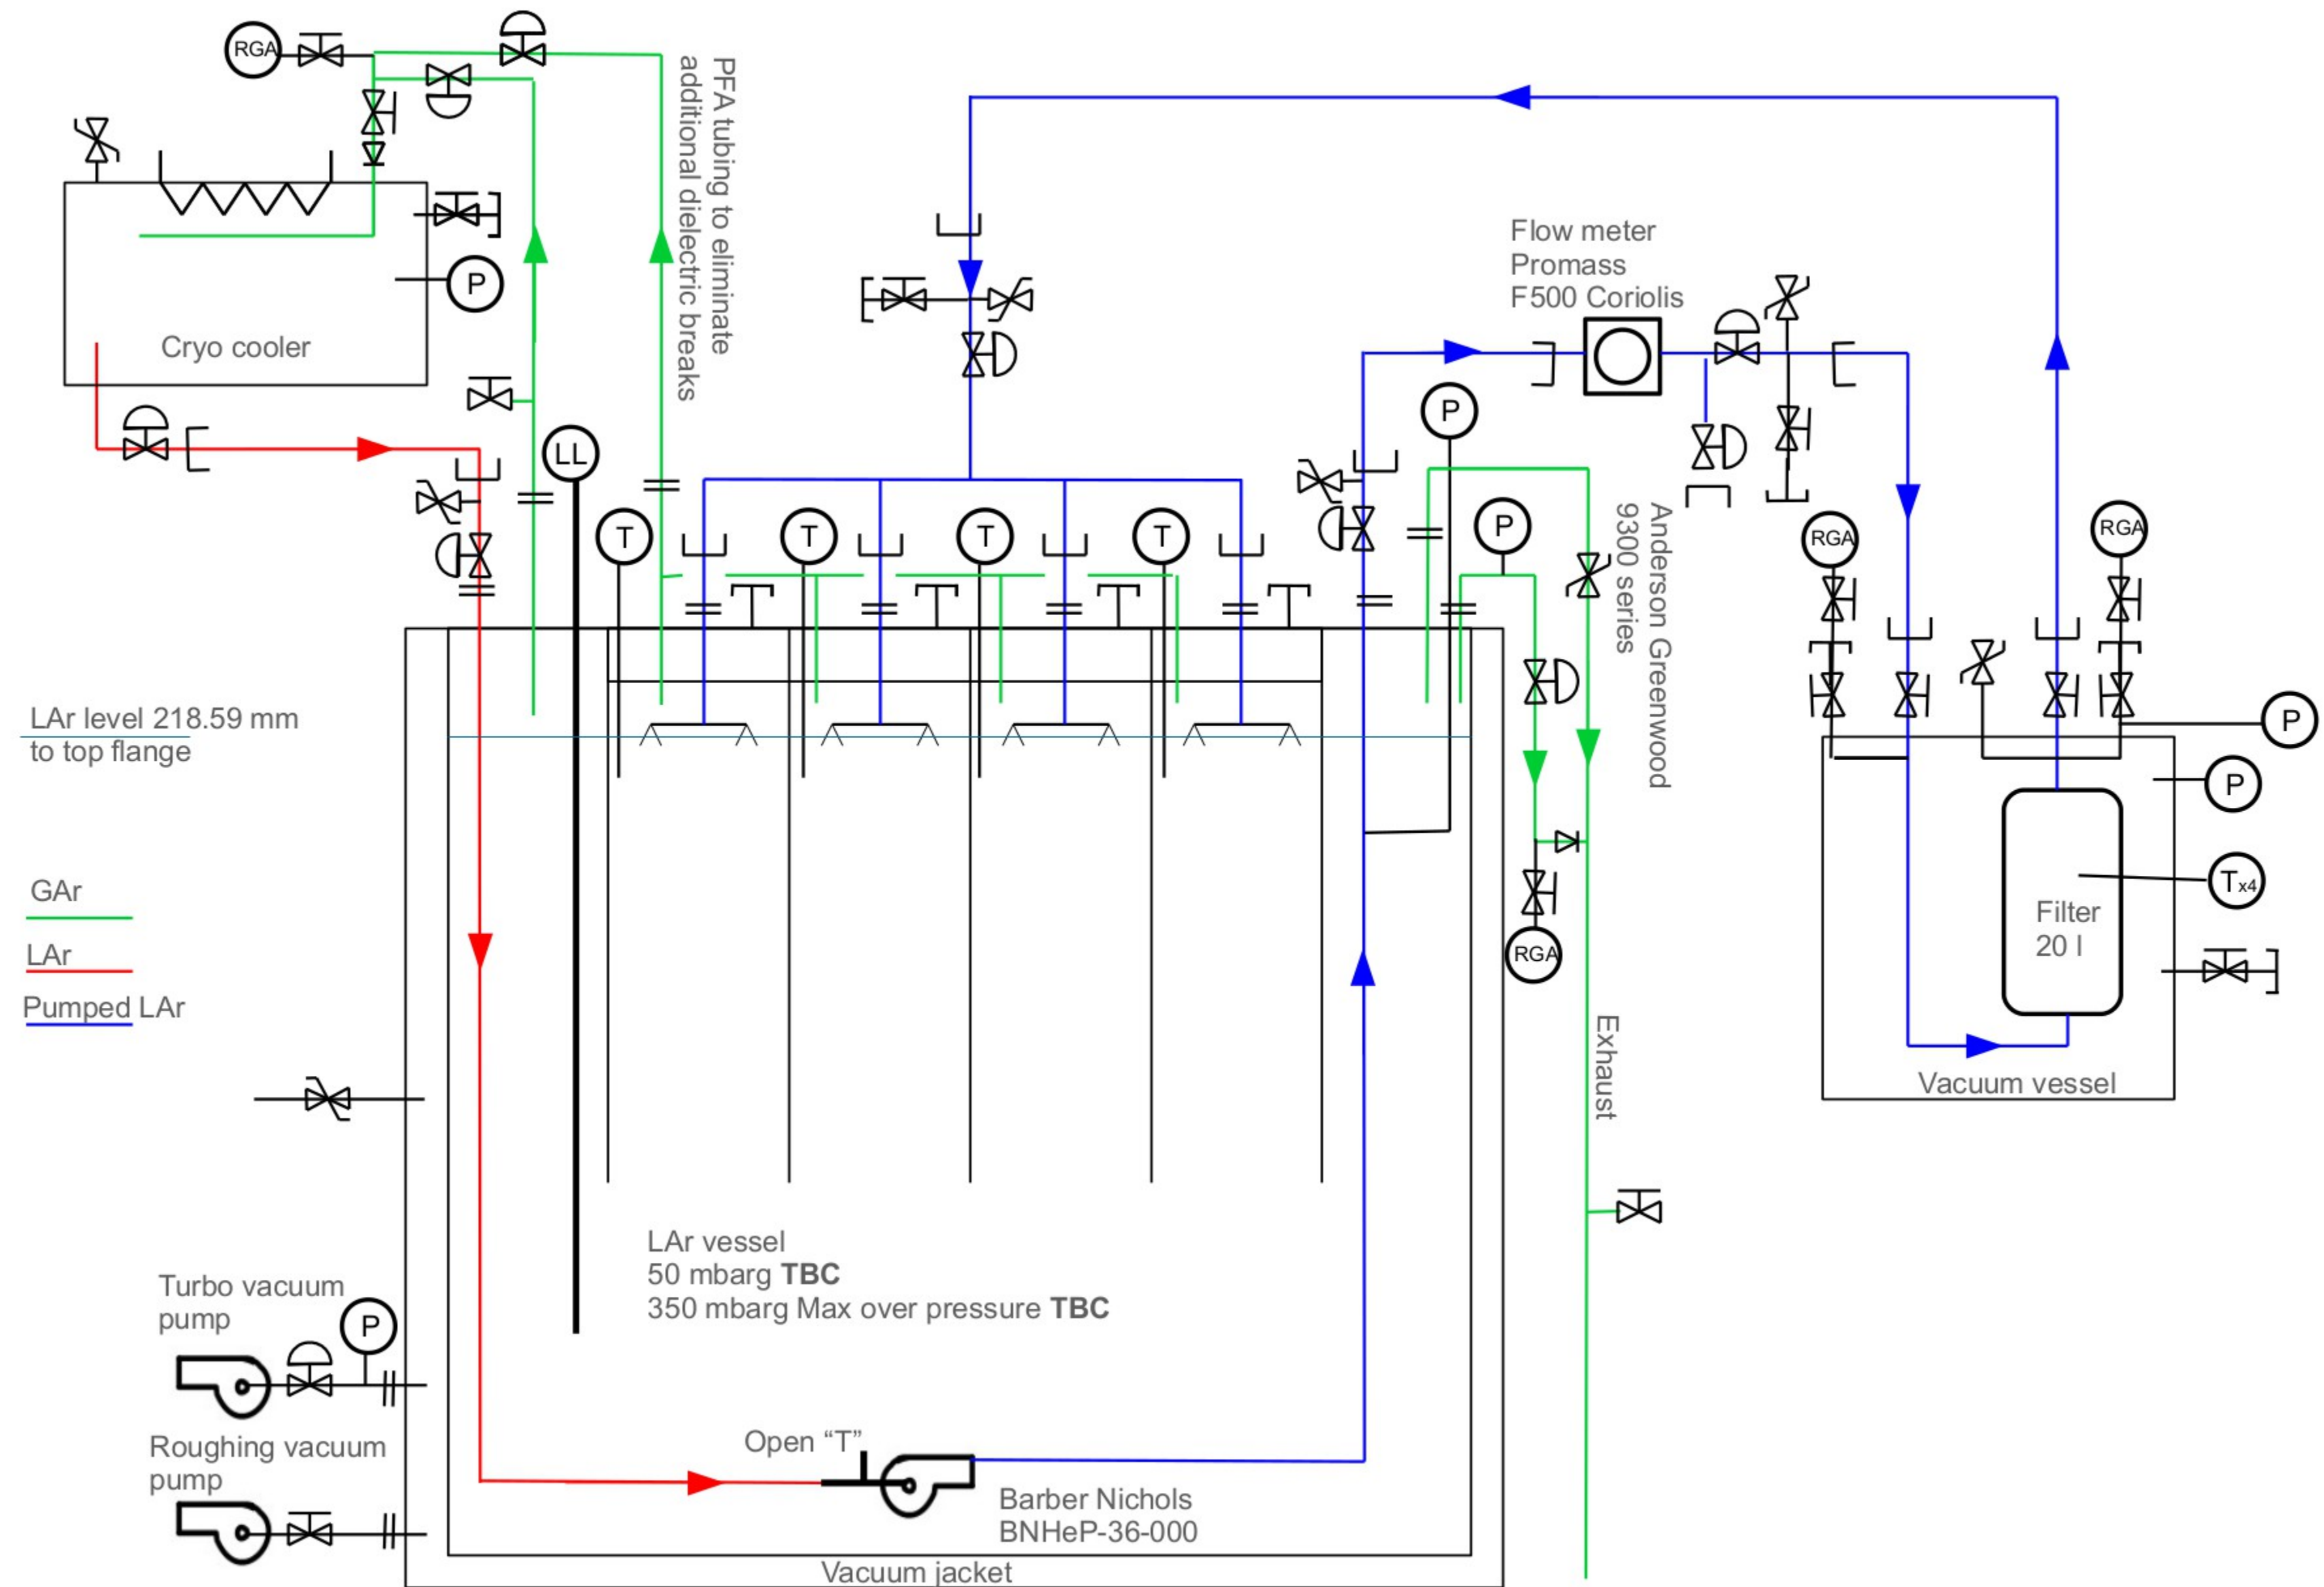 RGA
PFA tubing to eliminate
additional dielectric breaks
P
Cryo cooler
Flow meter
Promass
F500 Coriolis
P
LL
T
T
T
T
P
Anderson Greenwood
9300 series
RGA
RGA
LAr level 218.59 mm
to top flange
P
P
Tx4
GAr
LAr
Pumped LAr
Filter
20 l
RGA
Exhaust
Vacuum vessel
LAr vessel
50 mbarg TBC
350 mbarg Max over pressure TBC
Turbo vacuum
pump
P
Roughing vacuum
pump
Open “T”
Barber Nichols
BNHeP-36-000
Vacuum jacket